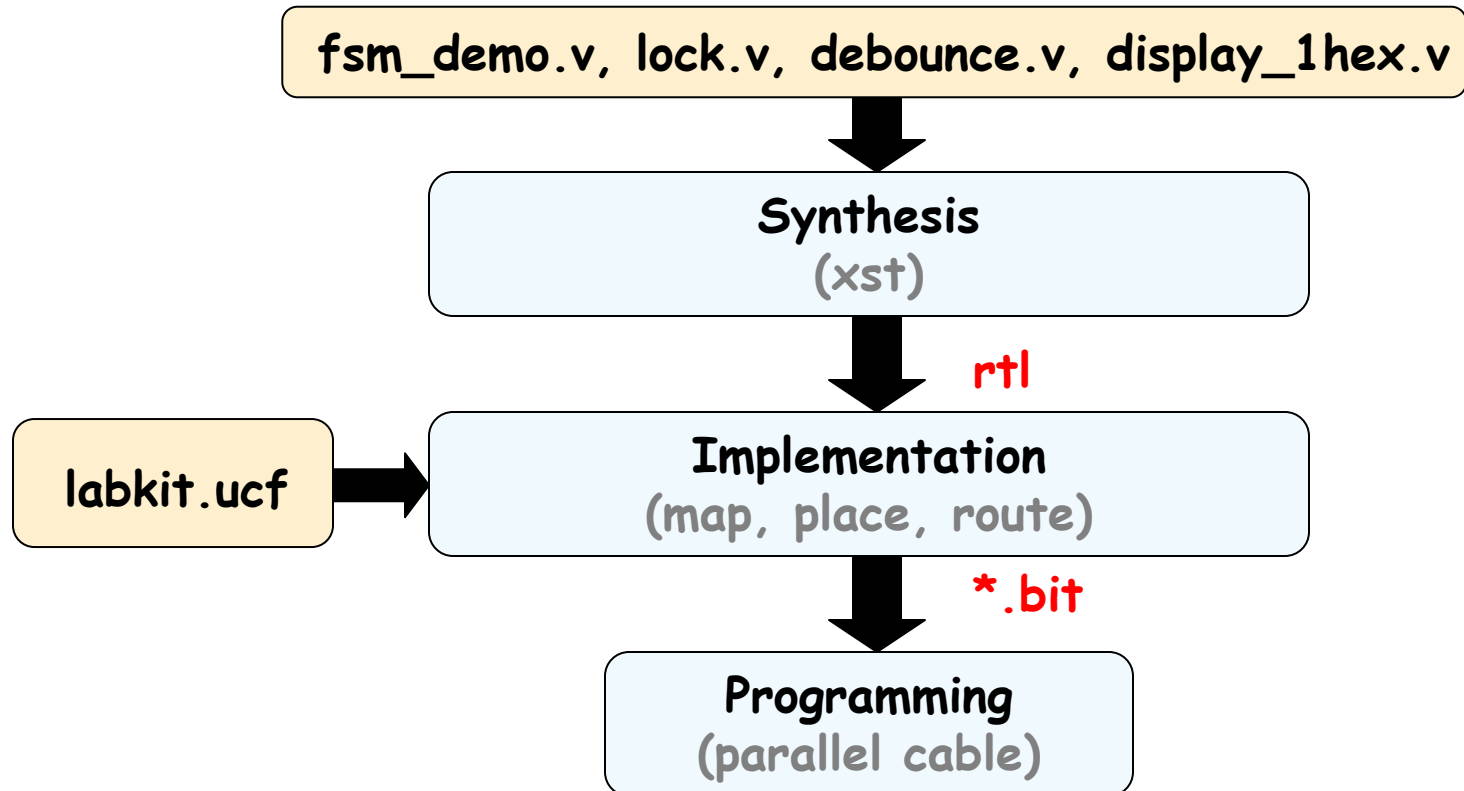 fsm_demo.v, lock.v, debounce.v, display_1hex.v
Synthesis
(xst)
rtl
labkit.ucf
Implementation
(map, place, route)
*.bit
Programming
(parallel cable)